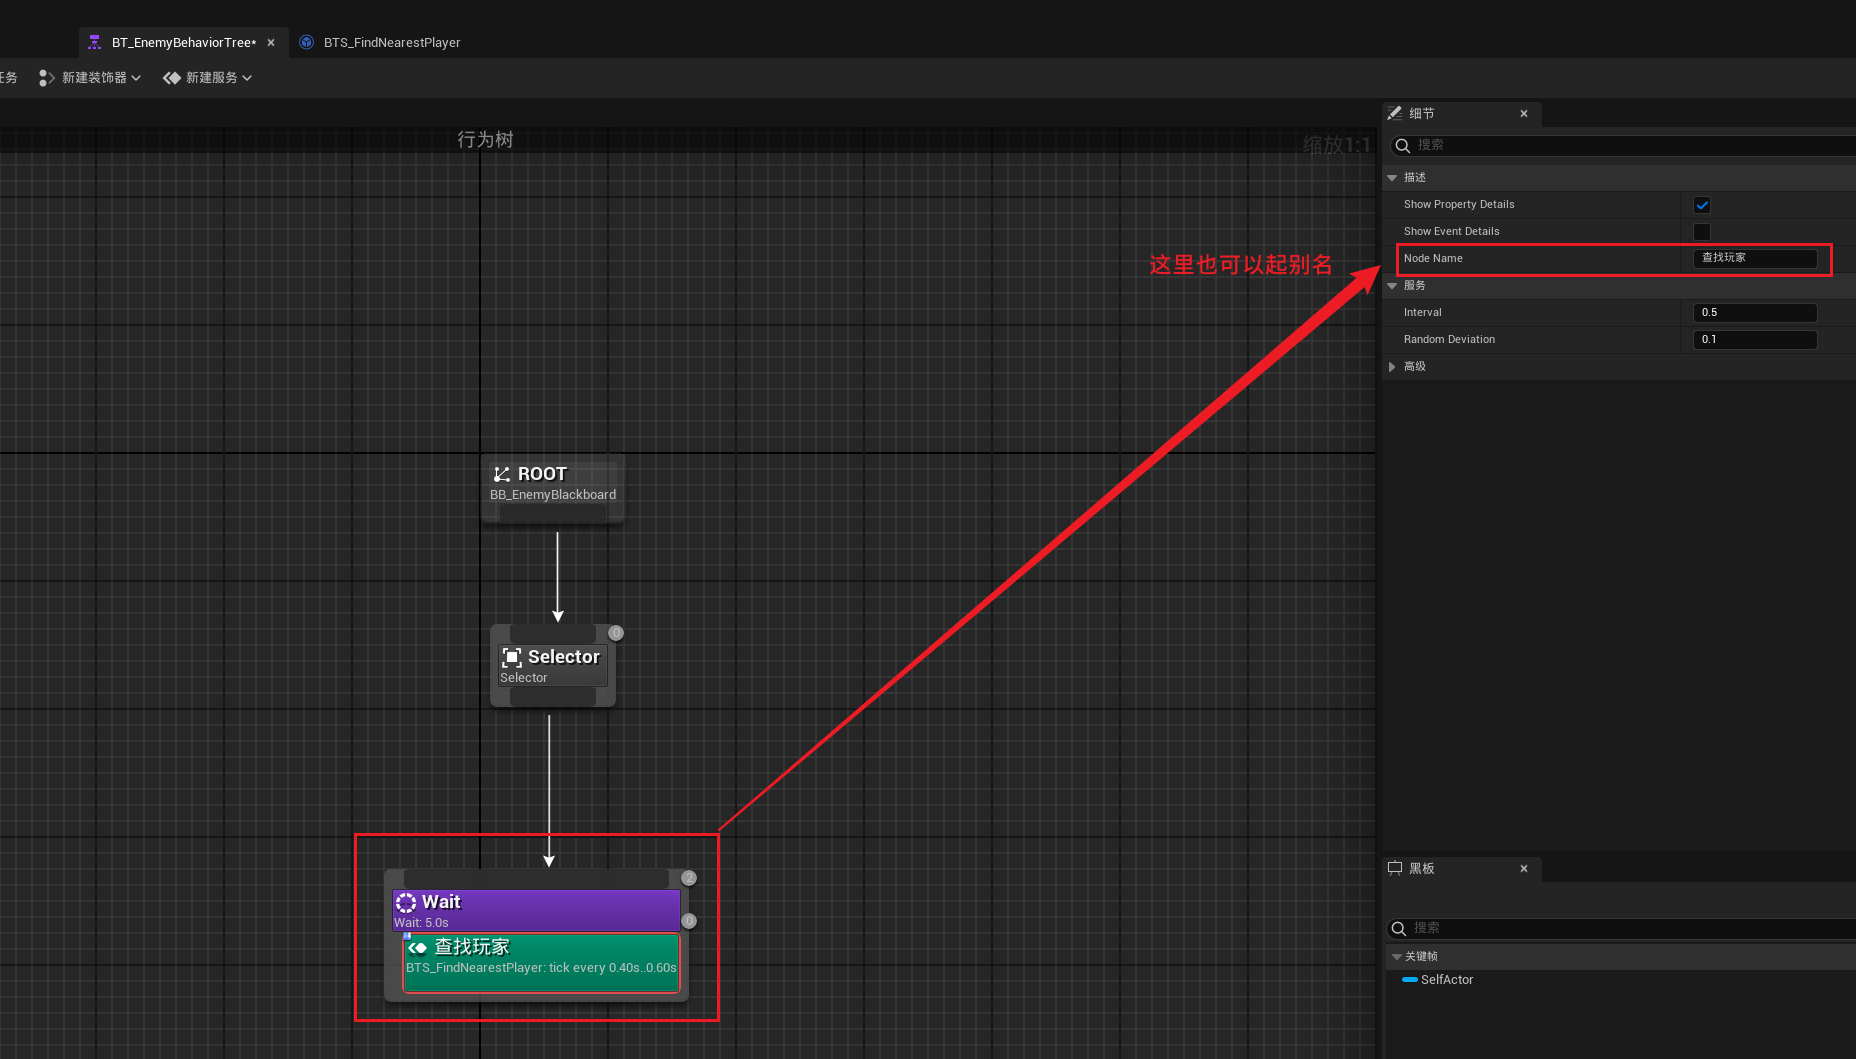 BT_EnemyBehaviorTree*
BTS_FindNearestPlayer
任务
新建装饰器
新建服务
行为树
缩放1:1
这里也可以起别名
ROOT
BB_EnemyBlackboard
0
Selector
Selector
2
Wait
Wait: 5.0s
0
查找玩家
BTS_FindNearestPlayer: tick every 0.40s..0.60s
细节
搜索
描述
Show Property Details
Show Event Details
Node Name
查找玩家
服务
Interval
0.5
Random Deviation
0.1
高级
黑板
搜索
关键帧
SelfActor